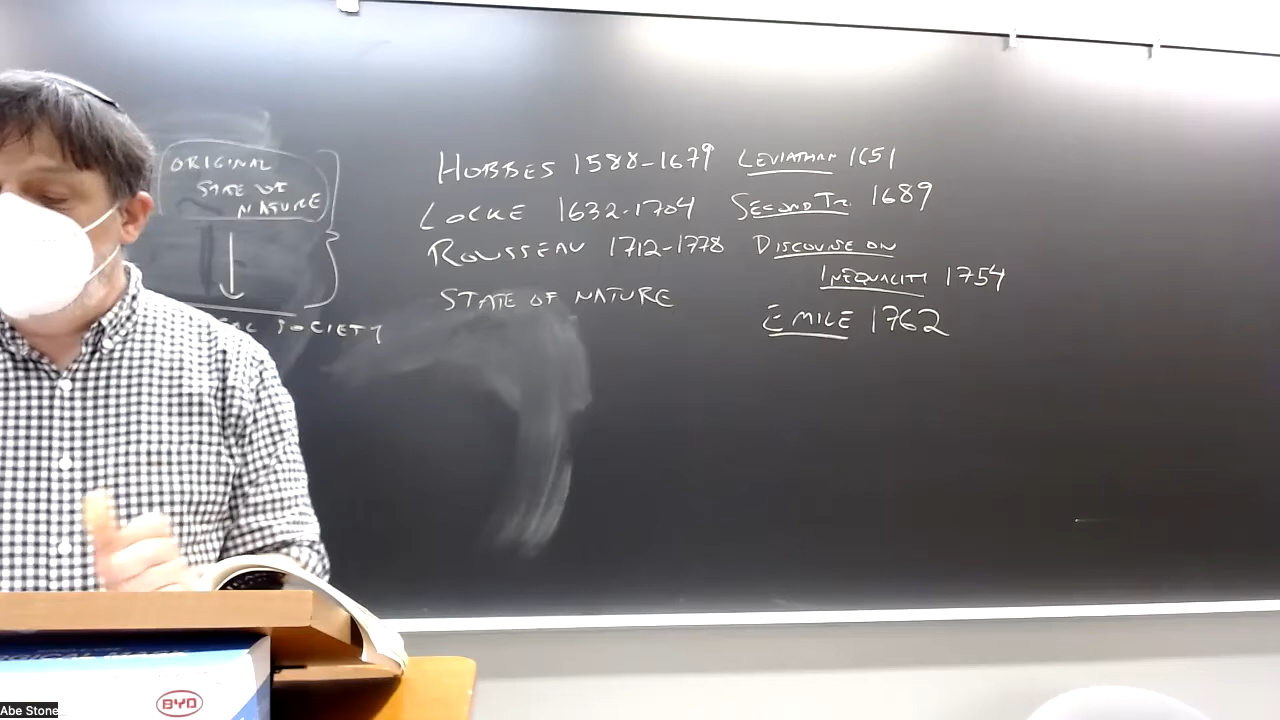 ORIGINAL
STATE OF
NATURE
SOCIETY
HOBBES 1588-1679 LEVIATHAN 1651
LOCKE 1632-1704 SECOND TR. 1689
ROUSSEAU 1712-1778 DISCOURSE ON
INEQUALITY 1754
STATE OF NATURE
EMILE 1762
BYD
Abe Stone